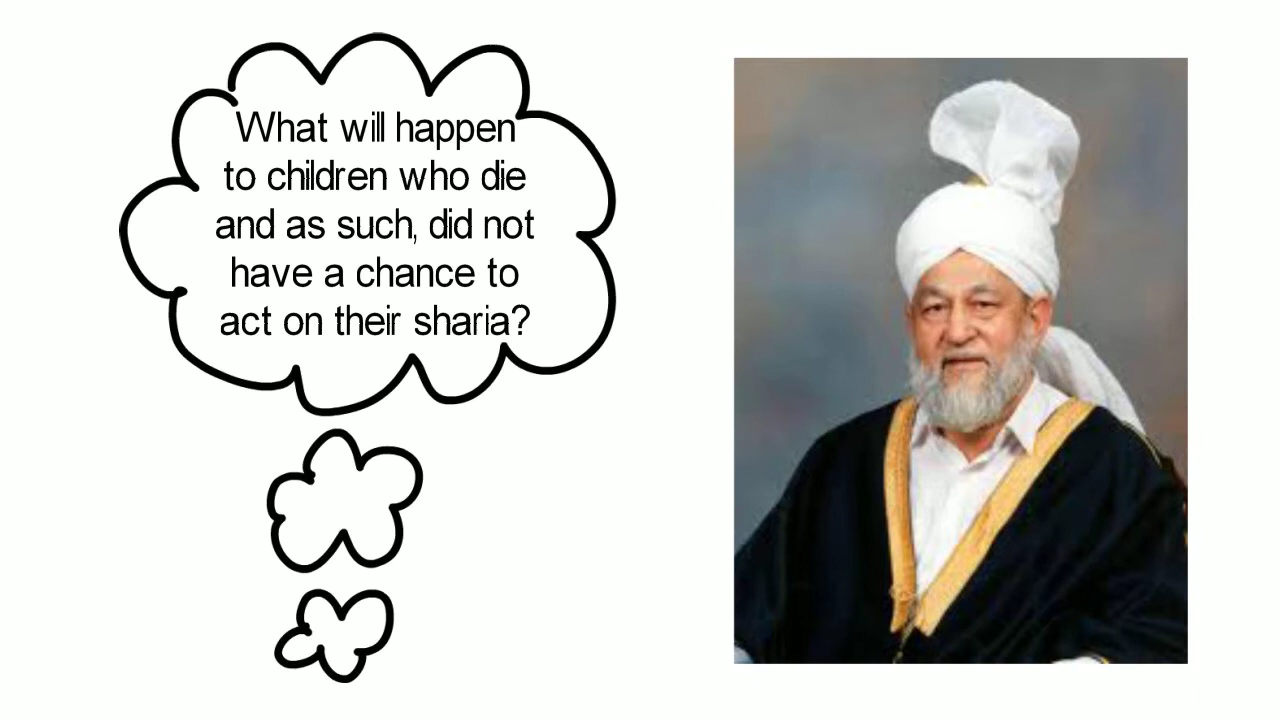 What will happen
to children who die
and as such, did not
have a chance to
act on their sharia?